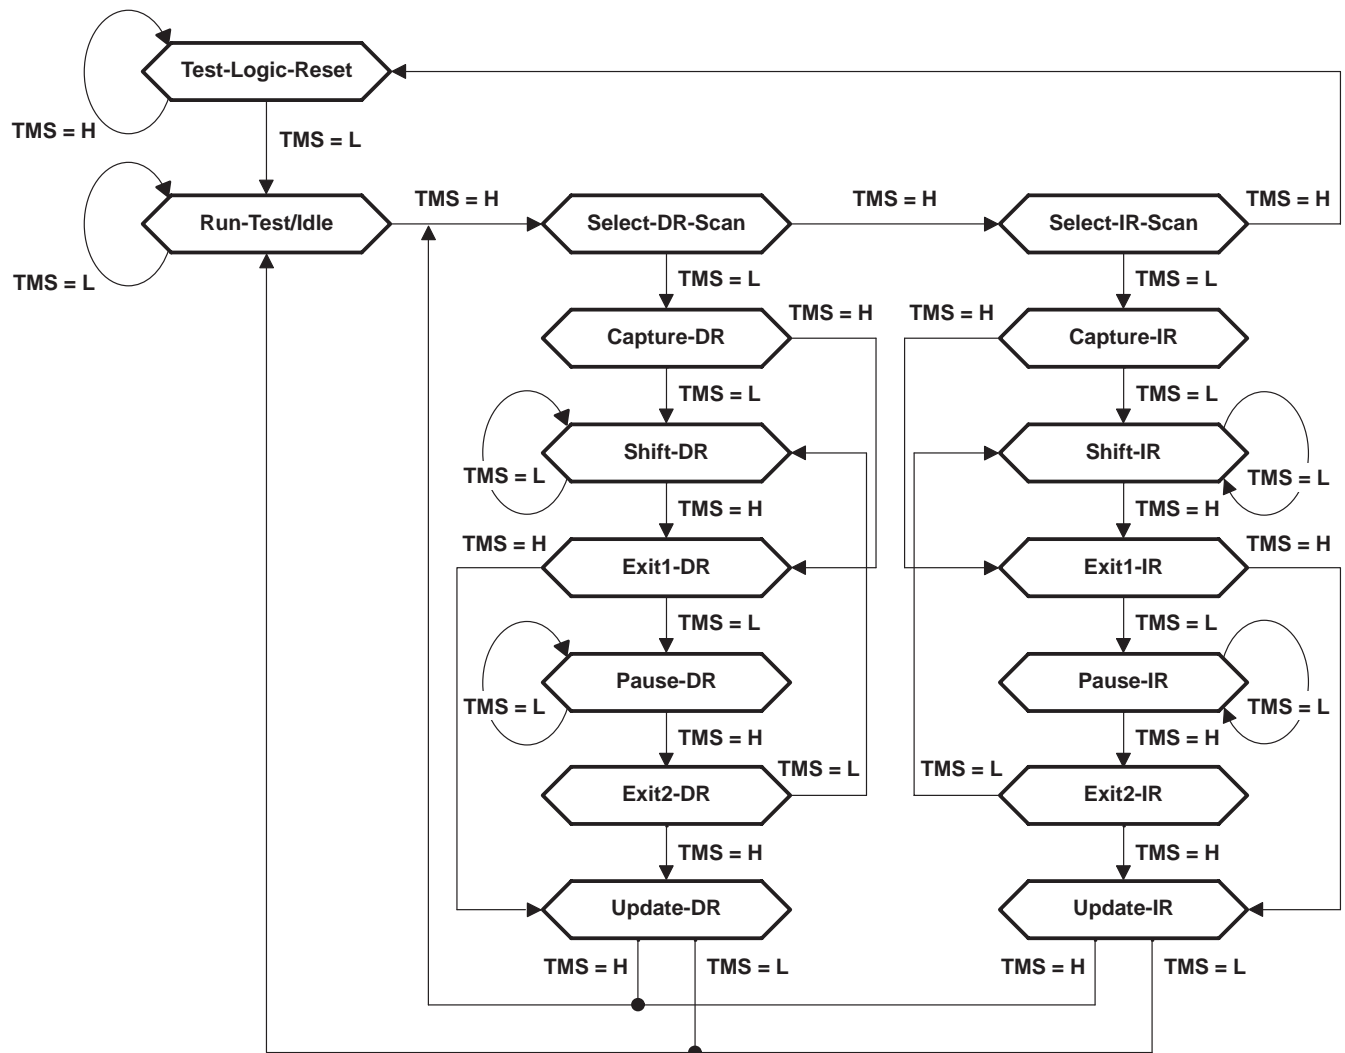 Test-Logic-Reset
TMS = H
TMS = L
Run-Test/Idle
TMS = H
Select-DR-Scan
TMS = H
Select-IR-Scan
TMS = H
TMS = L
TMS = L
TMS = L
Capture-DR
TMS = H
TMS = H
Capture-IR
TMS = L
TMS = L
Shift-DR
Shift-IR
TMS = L
TMS = L
TMS = H
TMS = H
TMS = H
Exit1-DR
Exit1-IR
TMS = H
TMS = L
TMS = L
Pause-DR
Pause-IR
TMS = L
TMS = L
TMS = H
TMS = H
Exit2-DR
TMS = L
TMS = L
Exit2-IR
TMS = H
TMS = H
Update-DR
Update-IR
TMS = H
TMS = L
TMS = H
TMS = L